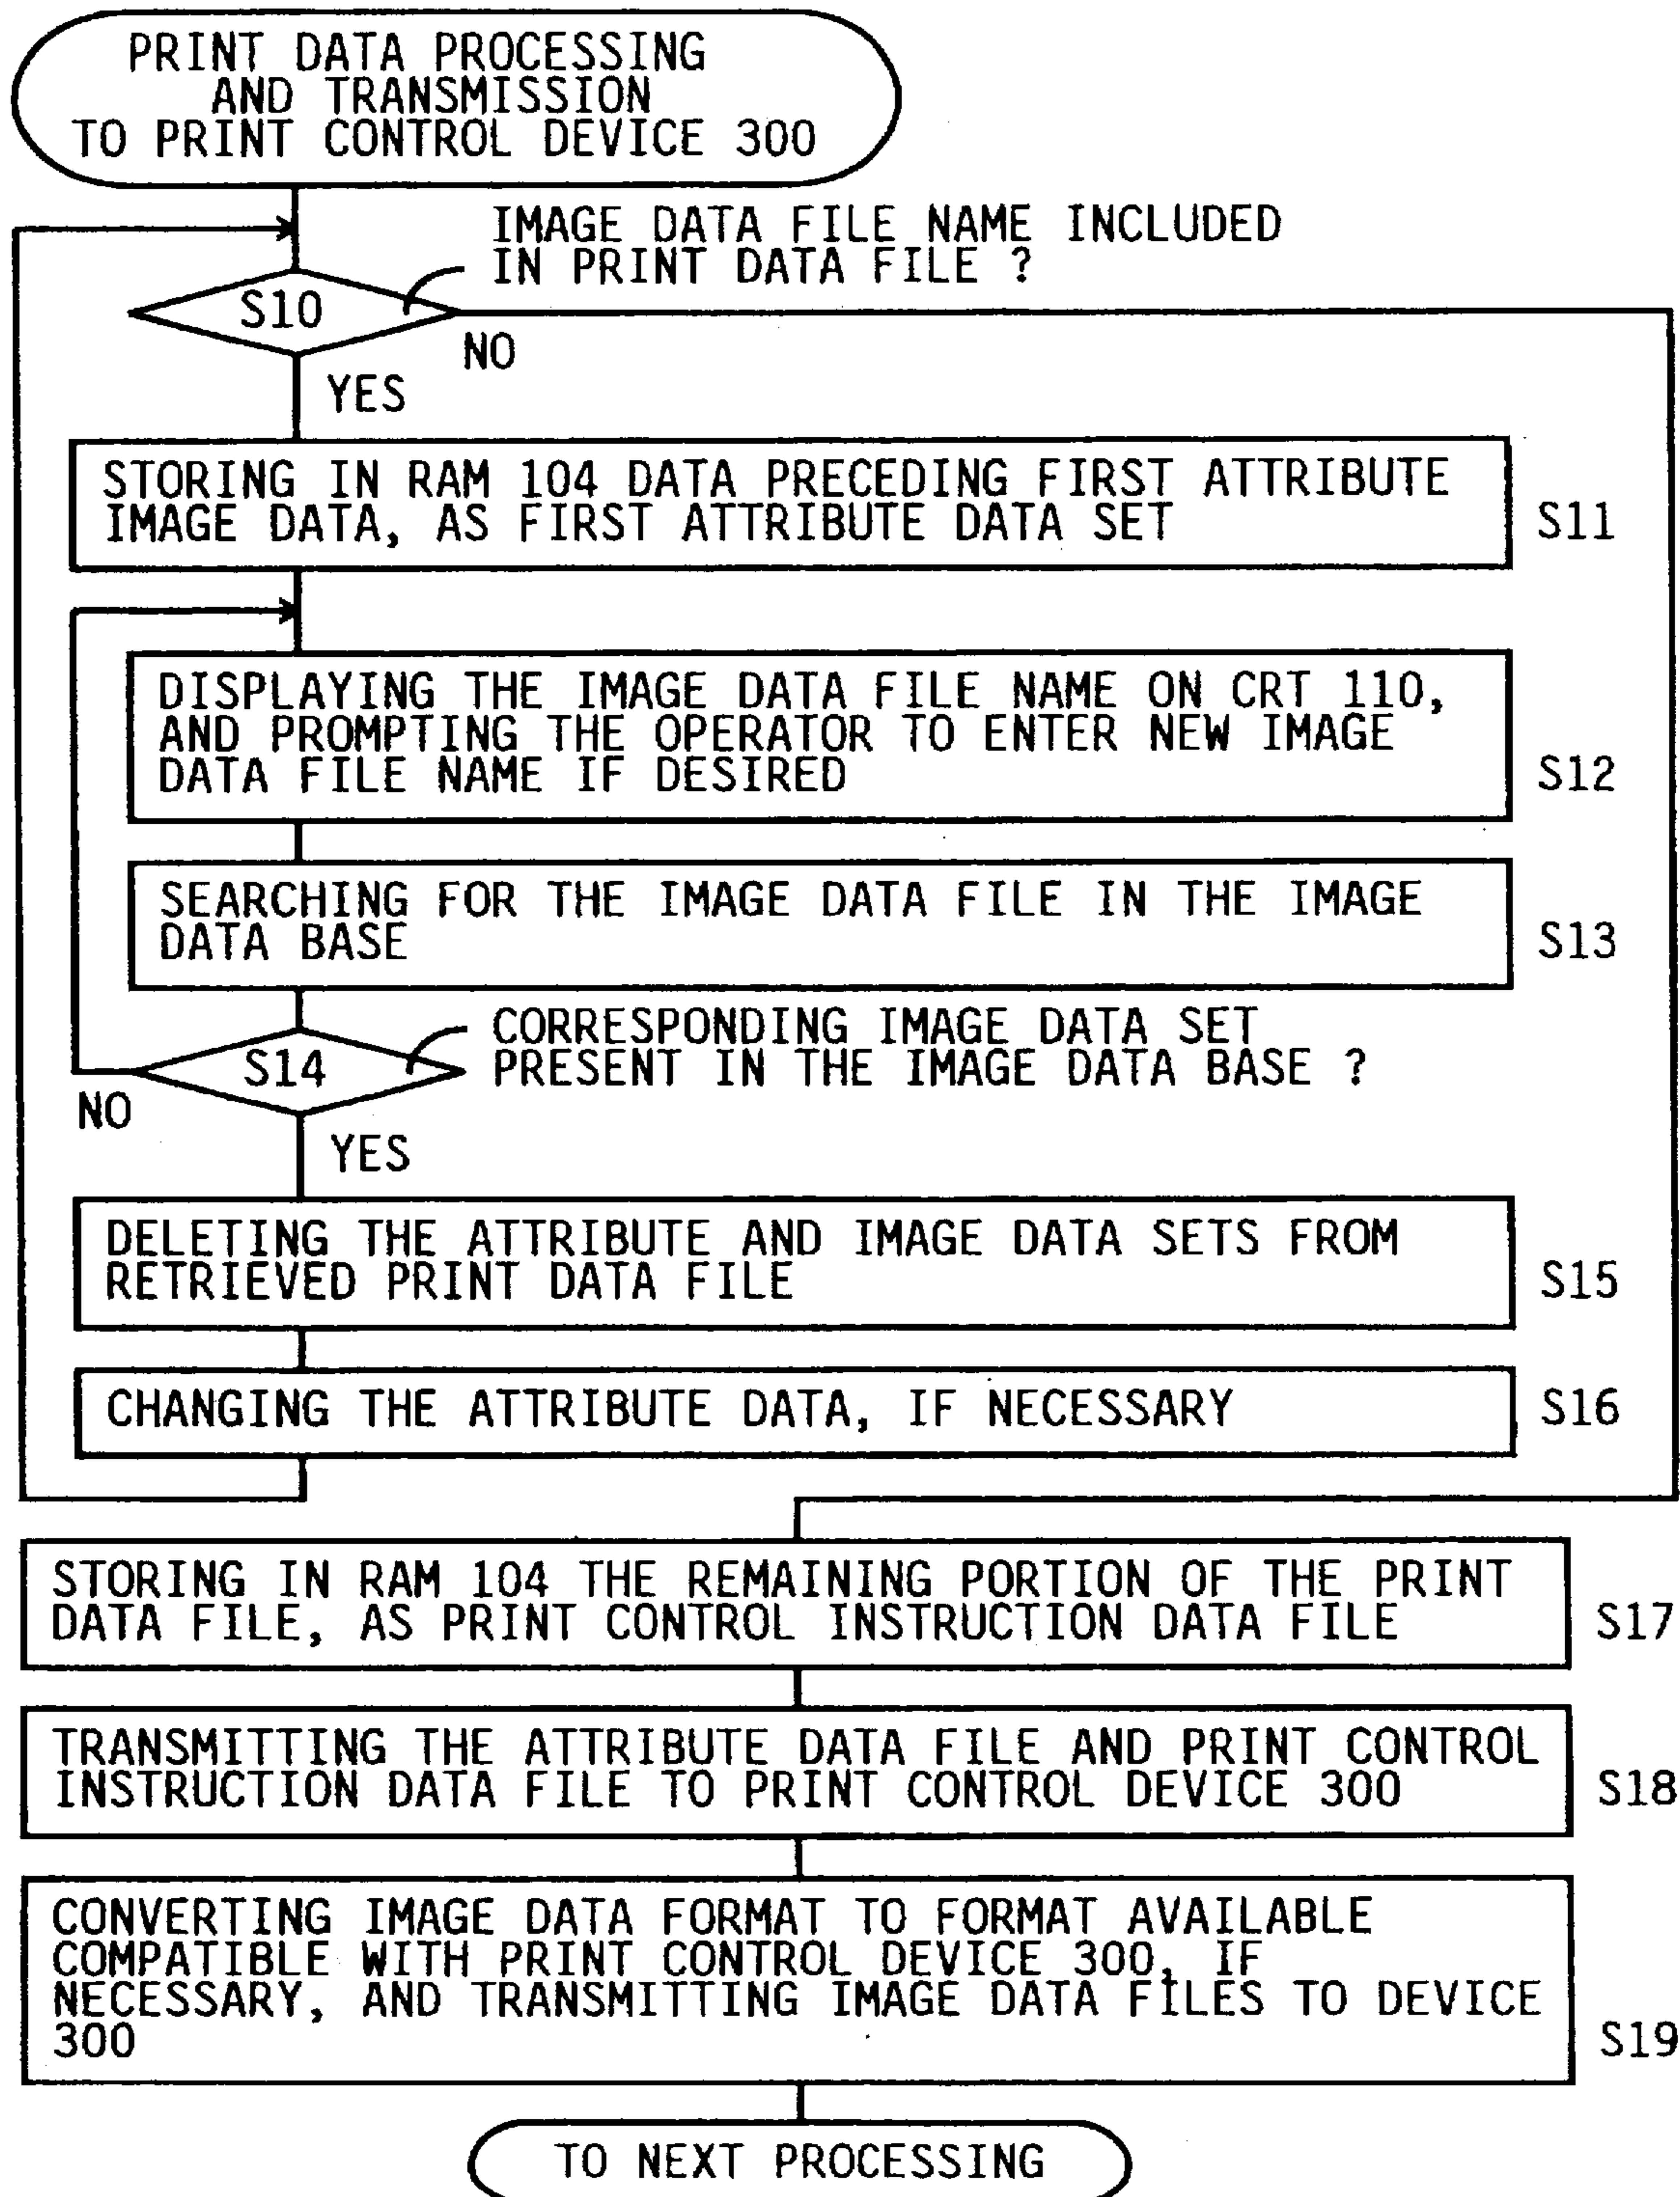 PRINT DATA PROCESSING
AND TRANSMISSION
TO PRINT CONTROL DEVICE 300
IMAGE DATA FILE NAME INCLUDED
IN PRINT DATA FILE ?
S10
NO
YES
STORING IN RAM 104 DATA PRECEDING FIRST ATTRIBUTE
IMAGE DATA, AS FIRST ATTRIBUTE DATA SET
S11
DISPLAYING THE IMAGE DATA FILE NAME ON CRT 110,
AND PROMPTING THE OPERATOR TO ENTER NEW IMAGE
DATA FILE NAME IF DESIRED
S12
SEARCHING FOR THE IMAGE DATA FILE IN THE IMAGE
DATA BASE
S13
CORRESPONDING IMAGE DATA SET
PRESENT IN THE IMAGE DATA BASE ?
S14
NO
YES
DELETING THE ATTRIBUTE AND IMAGE DATA SETS FROM
RETRIEVED PRINT DATA FILE
S15
CHANGING THE ATTRIBUTE DATA, IF NECESSARY
S16
STORING IN RAM 104 THE REMAINING PORTION OF THE PRINT
DATA FILE, AS PRINT CONTROL INSTRUCTION DATA FILE
S17
TRANSMITTING THE ATTRIBUTE DATA FILE AND PRINT CONTROL
INSTRUCTION DATA FILE TO PRINT CONTROL DEVICE 300
S18
CONVERTING IMAGE DATA FORMAT TO FORMAT AVAILABLE
COMPATIBLE WITH PRINT CONTROL DEVICE 300, IF
NECESSARY, AND TRANSMITTING IMAGE DATA FILES TO DEVICE
300
S19
TO NEXT PROCESSING